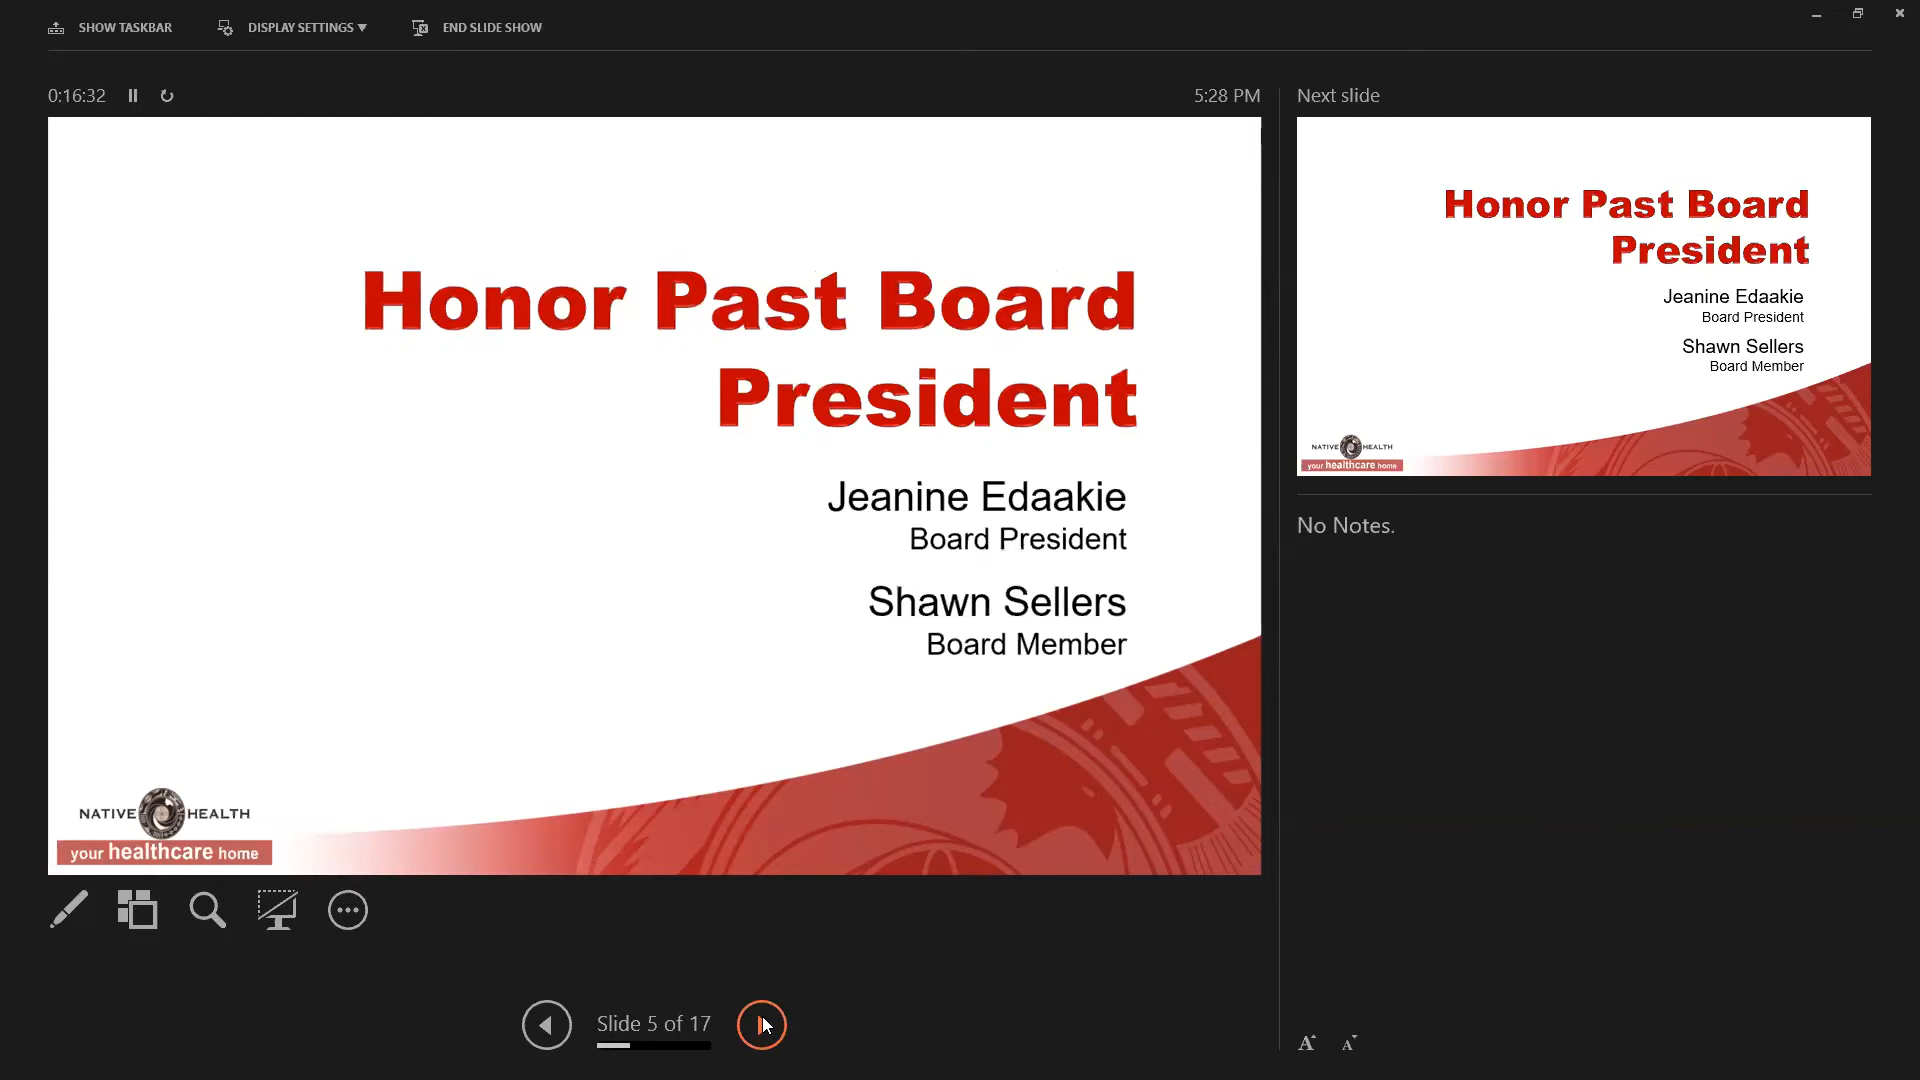 SHOW TASKBAR DISPLAY SETTINGS ▼ END SLIDE SHOW
0:16:32
5:28 PM
Honor Past Board
President
Jeanine Edaakie
Board President
Shawn Sellers
Board Member
NATIVE HEALTH
your healthcare home
Slide 5 of 17
Next slide
Honor Past Board
President
Jeanine Edaakie
Board President
Shawn Sellers
Board Member
NATIVE HEALTH
your healthcare home
No Notes.
A A